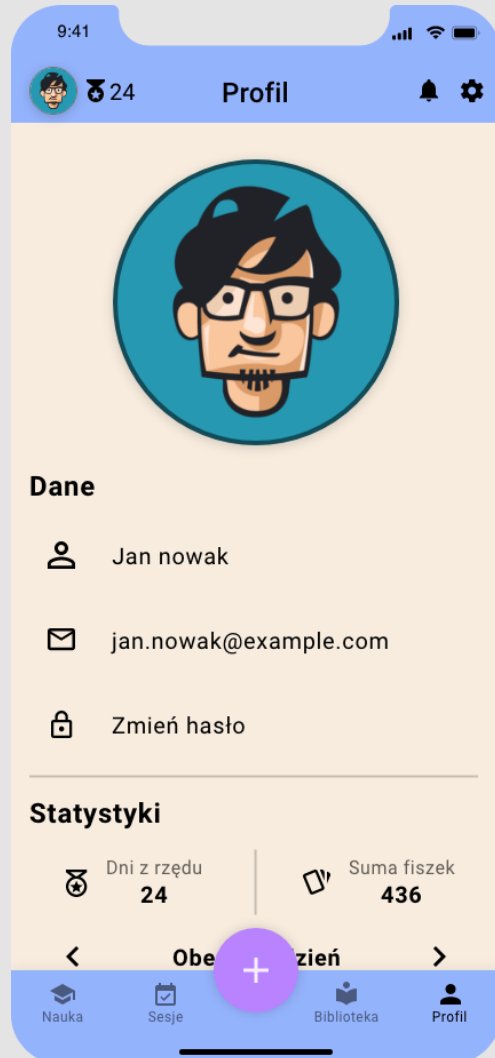 9:41
24 Profil
Dane
Jan nowak
jan.nowak@example.com
Zmień hasło
Statystyki
Dni z rzędu
24
Suma fiszek
436
Nauka Sesje Biblioteka Profil